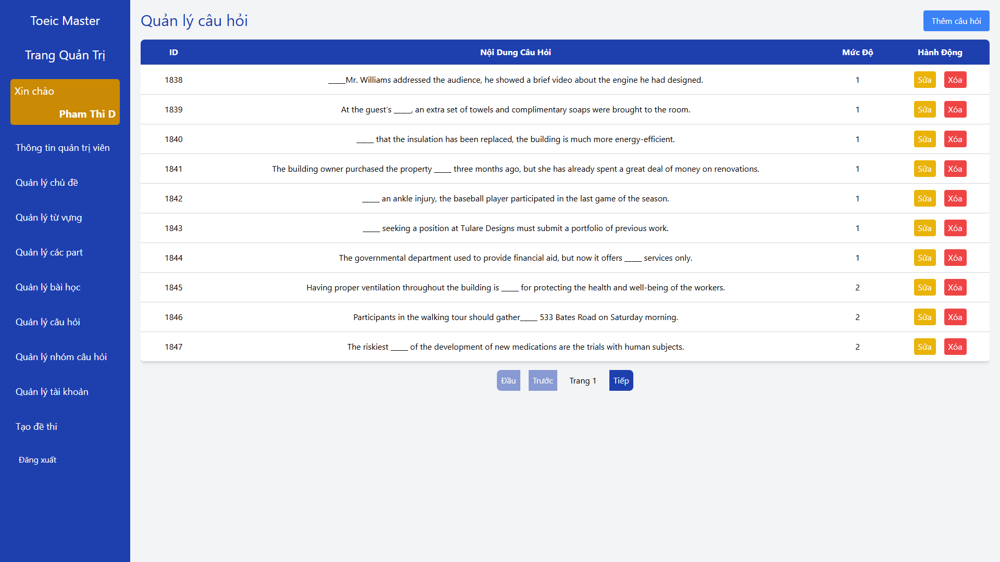 Toeic Master
Trang Quản Trị
Xin chào
Pham Thi D
Thông tin quản trị viên
Quản lý chủ đề
Quản lý từ vựng
Quản lý các part
Quản lý bài học
Quản lý câu hỏi
Quản lý nhóm câu hỏi
Quản lý tài khoản
Tạo đề thi
Đăng xuất
Quản lý câu hỏi
Thêm câu hỏi
ID Nội Dung Câu Hỏi Mức Độ Hành Động
1838 _____Mr. Williams addressed the audience, he showed a brief video about the engine he had designed. 1 Sửa Xóa
1839 At the guest’s _____, an extra set of towels and complimentary soaps were brought to the room. 1 Sửa Xóa
1840 _____ that the insulation has been replaced, the building is much more energy-efficient. 1 Sửa Xóa
1841 The building owner purchased the property _____ three months ago, but she has already spent a great deal of money on renovations. 1 Sửa Xóa
1842 _____ an ankle injury, the baseball player participated in the last game of the season. 1 Sửa Xóa
1843 _____ seeking a position at Tulare Designs must submit a portfolio of previous work. 1 Sửa Xóa
1844 The governmental department used to provide financial aid, but now it offers _____ services only. 1 Sửa Xóa
1845 Having proper ventilation throughout the building is _____ for protecting the health and well-being of the workers. 2 Sửa Xóa
1846 Participants in the walking tour should gather_____ 533 Bates Road on Saturday morning. 2 Sửa Xóa
1847 The riskiest _____ of the development of new medications are the trials with human subjects. 2 Sửa Xóa
Đầu Trước Trang 1 Tiếp